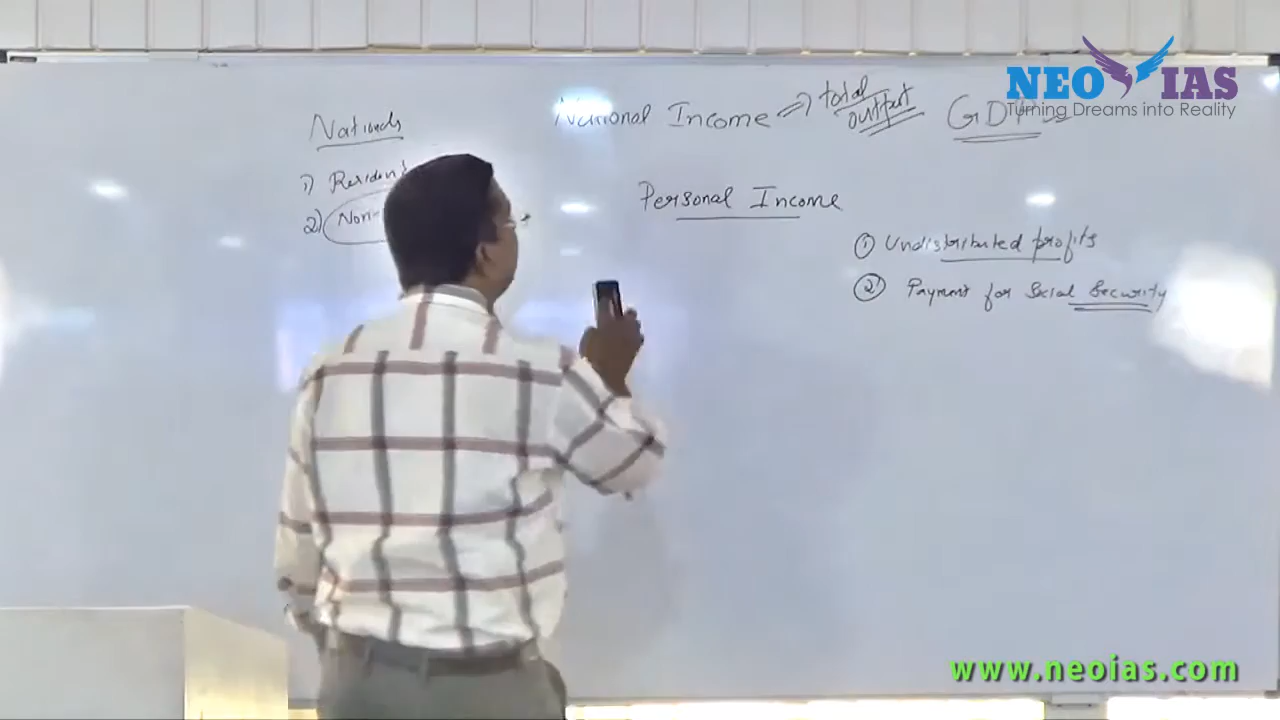 NEO IAS
Turning Dreams into Reality
National Income => total output
Nationals
1) Resident
2) Non-
Personal Income
① Undistributed profits
② Payment for Social Security
www.neoias.com